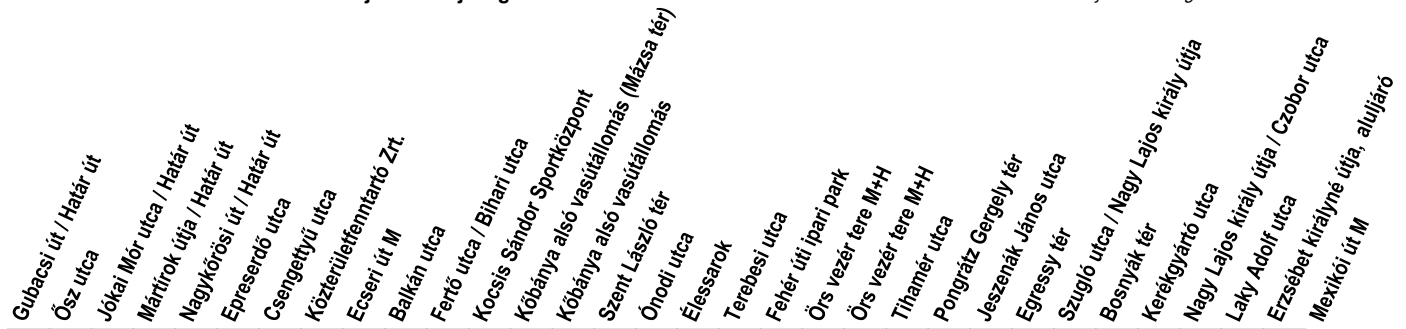 Gubacsi út / Határ út
Ősz utca
Jókai Mór utca / Határ út
Mártírok útja / Határ út
Nagykőrösi út / Határ út
Epreserdő utca
Csengettyű utca
Közterületfenntartó Zrt.
Ecseri út M
Balkán utca
Fertő utca / Bihari utca
Kocsis Sándor Sportközpont
Kőbánya alsó vasútállomás (Mázsa tér)
Kőbánya alsó vasútállomás
Szent László tér
Ónodi utca
Élessarok
Terebesi utca
Fehér úti ipari park
Örs vezér tere M+H
Örs vezér tere M+H
Tihamér utca
Pongrátz Gergely tér
Jeszenák János utca
Egressy tér
Szugló utca / Nagy Lajos király útja
Bosnyák tér
Kerékgyártó utca
Nagy Lajos király útja / Czobor utca
Laky Adolf utca
Erzsébet királyné útja, aluljáró
Mexikói út M